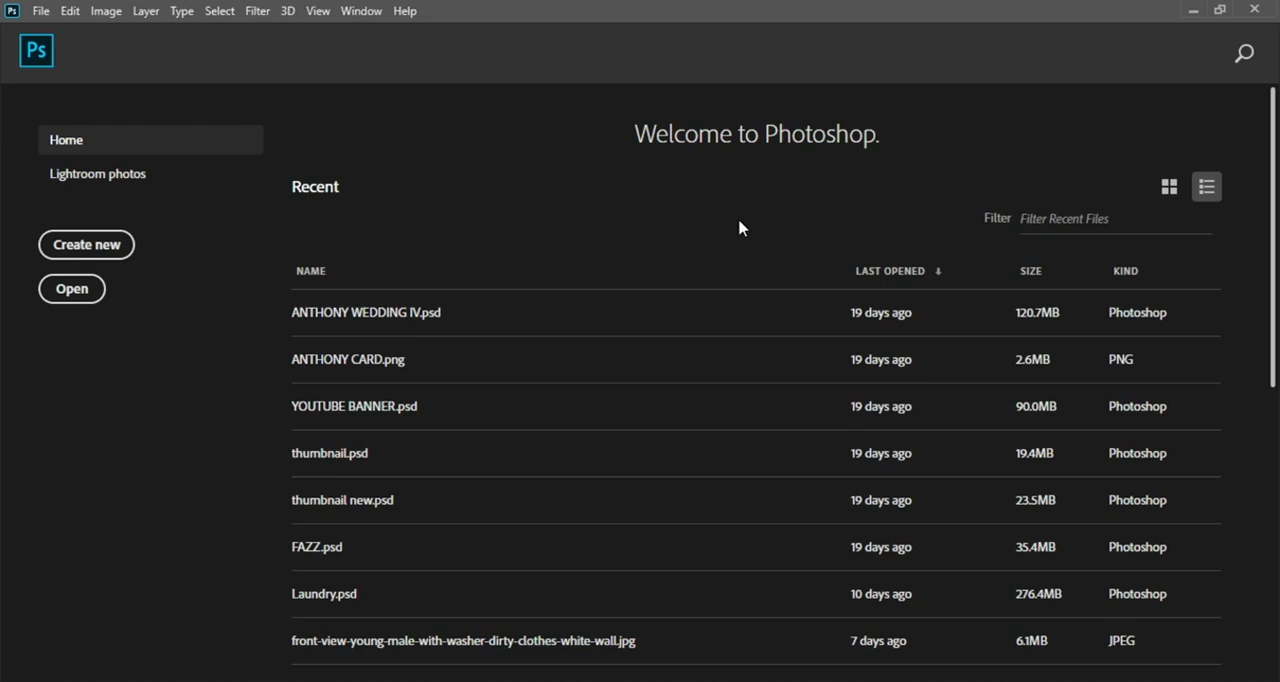 Ps File Edit Image Layer Type Select Filter 3D View Window Help
Ps
Home
Lightroom photos
Create new
Open
Welcome to Photoshop.
Recent
Filter Filter Recent Files
NAME LAST OPENED SIZE KIND
ANTHONY WEDDING IV.psd 19 days ago 120.7MB Photoshop
ANTHONY CARD.png 19 days ago 2.6MB PNG
YOUTUBE BANNER.psd 19 days ago 90.0MB Photoshop
thumbnail.psd 19 days ago 19.4MB Photoshop
thumbnail new.psd 19 days ago 23.5MB Photoshop
FAZZ.psd 19 days ago 35.4MB Photoshop
Laundry.psd 10 days ago 276.4MB Photoshop
front-view-young-male-with-washer-dirty-clothes-white-wall.jpg 7 days ago 6.1MB JPEG